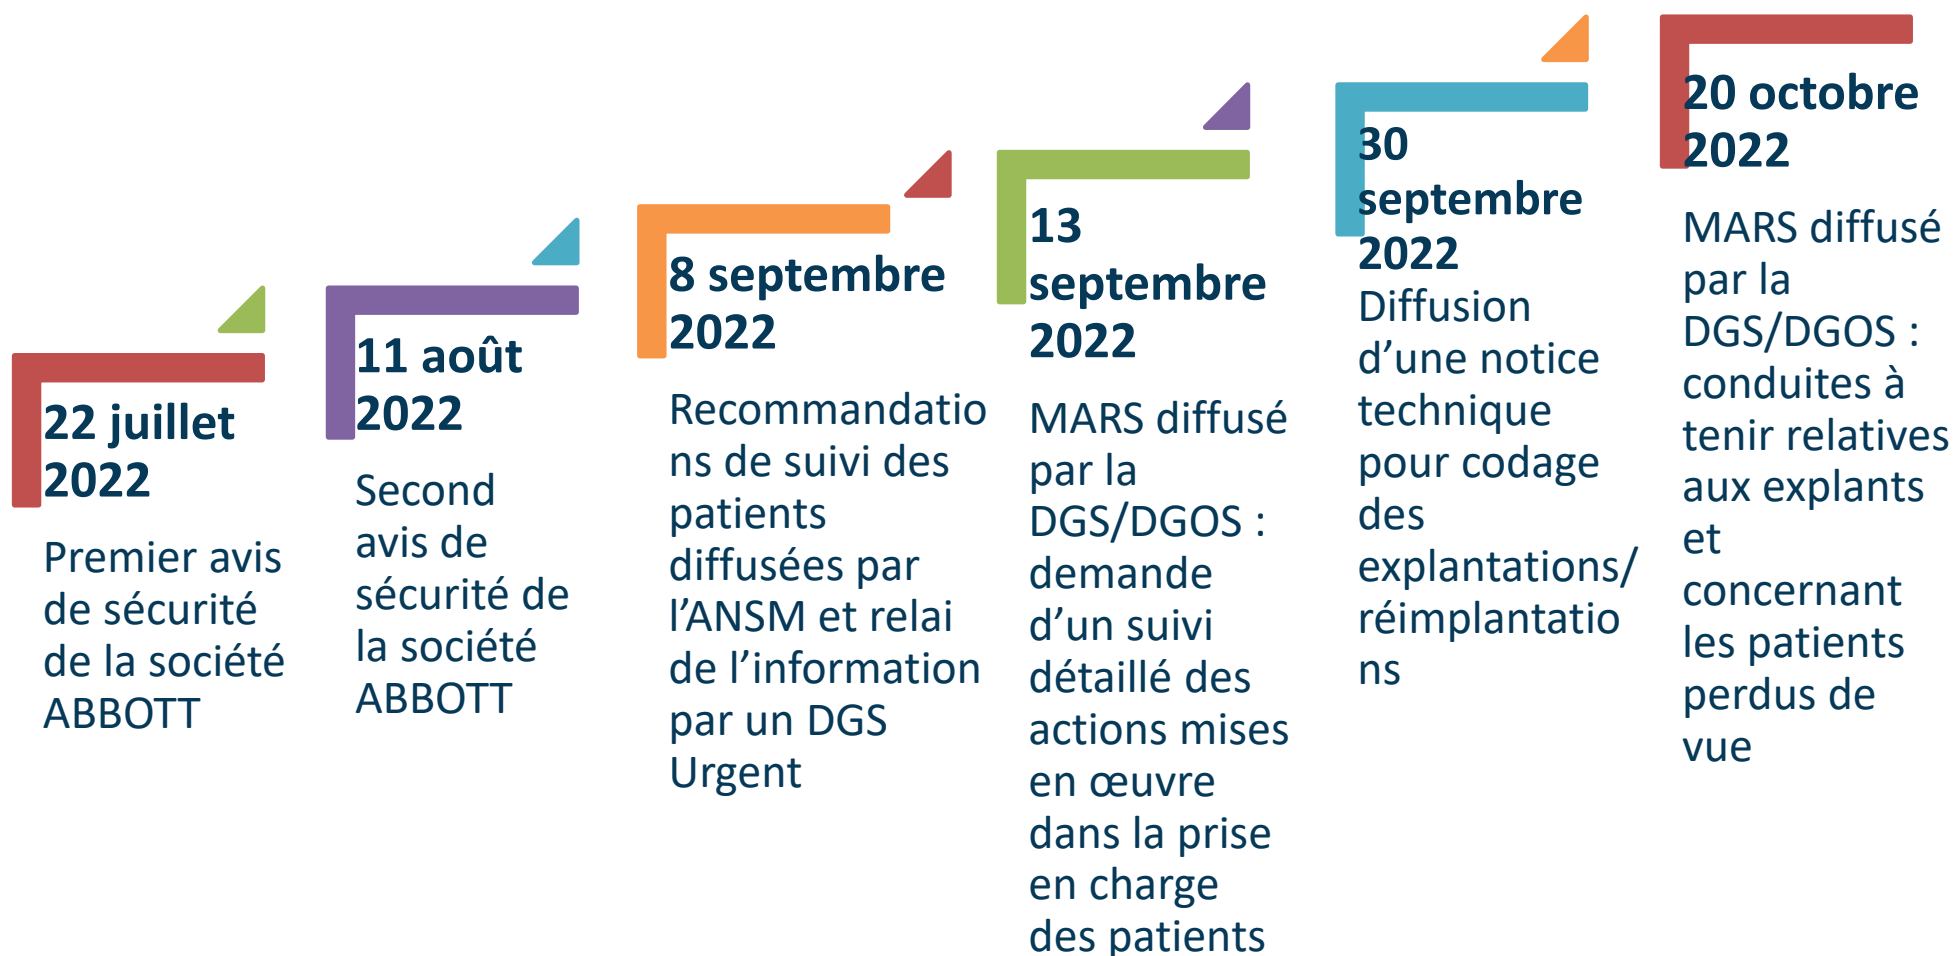 22 juillet
2022
Premier avis
de sécurité
de la société
ABBOTT
11 août
2022
Second
avis de
sécurité de
la société
ABBOTT
8 septembre
2022
Recommandatio
ns de suivi des
patients
diffusées par
l’ANSM et relai
de l’information
par un DGS
Urgent
13
septembre
2022
MARS diffusé
par la
DGS/DGOS :
demande
d’un suivi
détaillé des
actions mises
en œuvre
dans la prise
en charge
des patients
30
septembre
2022
Diffusion
d’une notice
technique
pour codage
des
explantations/
réimplantatio
ns
20 octobre
2022
MARS diffusé
par la
DGS/DGOS :
conduites à
tenir relatives
aux explants
et
concernant
les patients
perdus de
vue